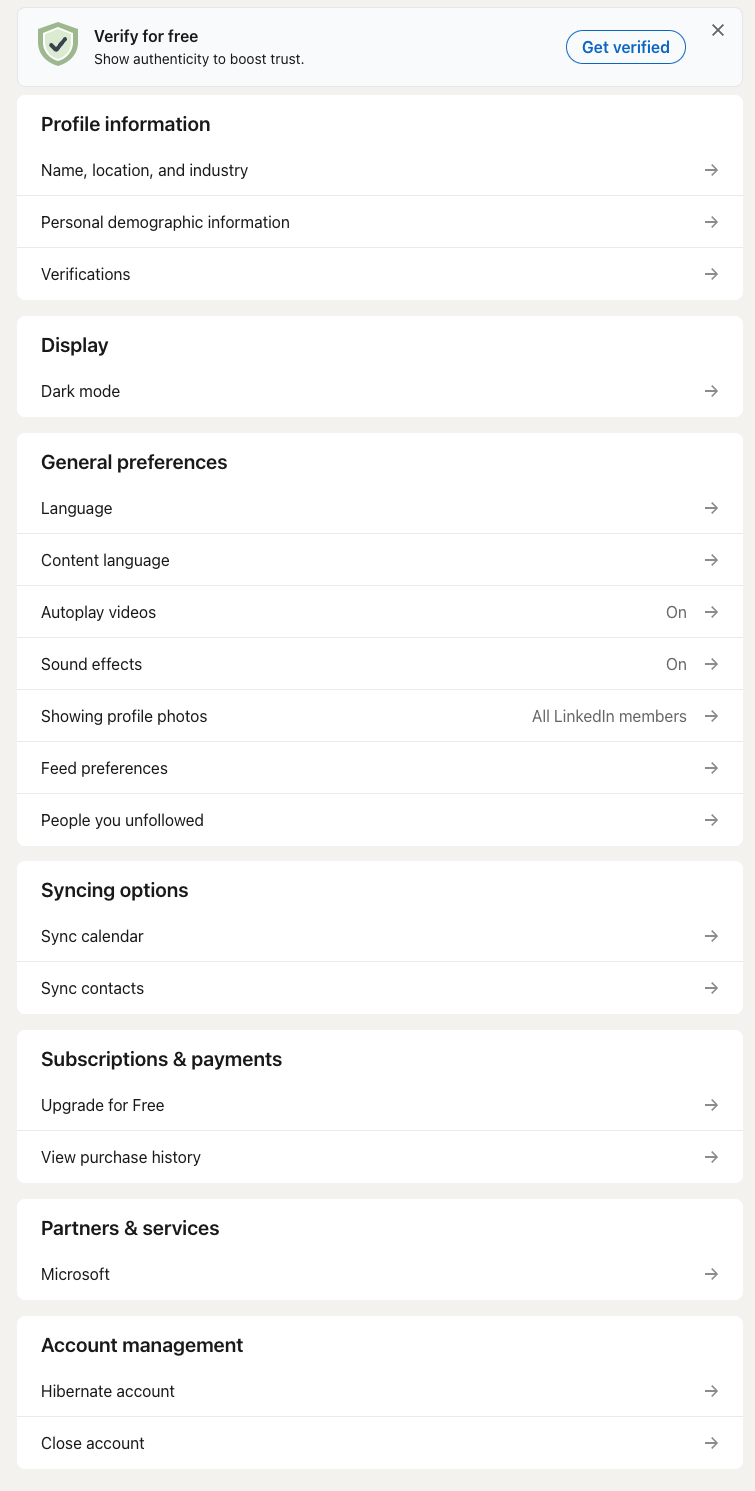 Verify for free
Show authenticity to boost trust.
Get verified
Profile information
Name, location, and industry
Personal demographic information
Verifications
Display
Dark mode
General preferences
Language
Content language
Autoplay videos On
Sound effects On
Showing profile photos All LinkedIn members
Feed preferences
People you unfollowed
Syncing options
Sync calendar
Sync contacts
Subscriptions & payments
Upgrade for Free
View purchase history
Partners & services
Microsoft
Account management
Hibernate account
Close account